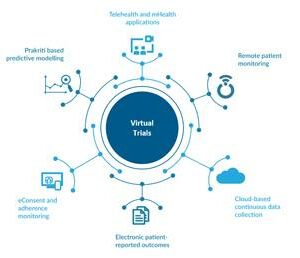 Telehealth and mHealth
applications
Prakriti based
predictive modelling
Remote patient
monitoring
Virtual
Trials
eConsent and
adherence
monitoring
Cloud-based
continuous data
collection
Electronic patient-
reported outcomes